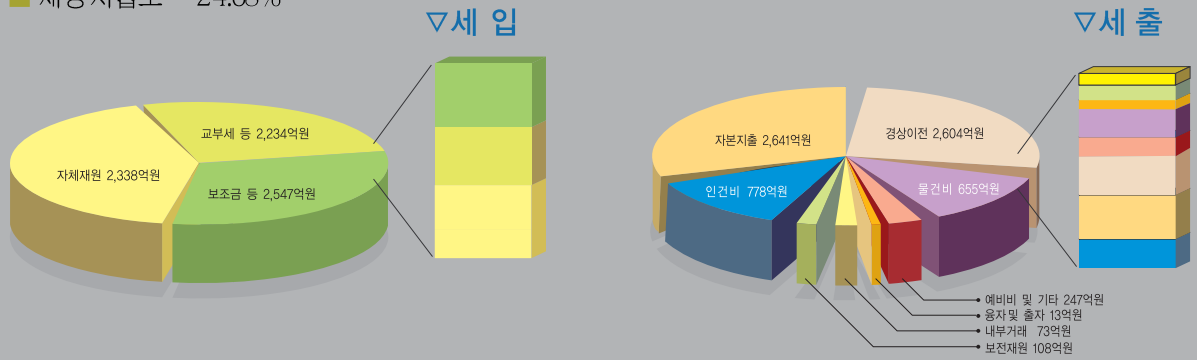 24.83%
▽세 입
▽세 출
교부세 등 2,234억원
자체재원 2,338억원
보조금 등 2,547억원
자본지출 2,641억원
경상이전 2,604억원
인건비 778억원
물건비 655억원
예비비 및 기타 247억원
융자및 출자 13억원
내부거래 73억원
보전재원 108억원